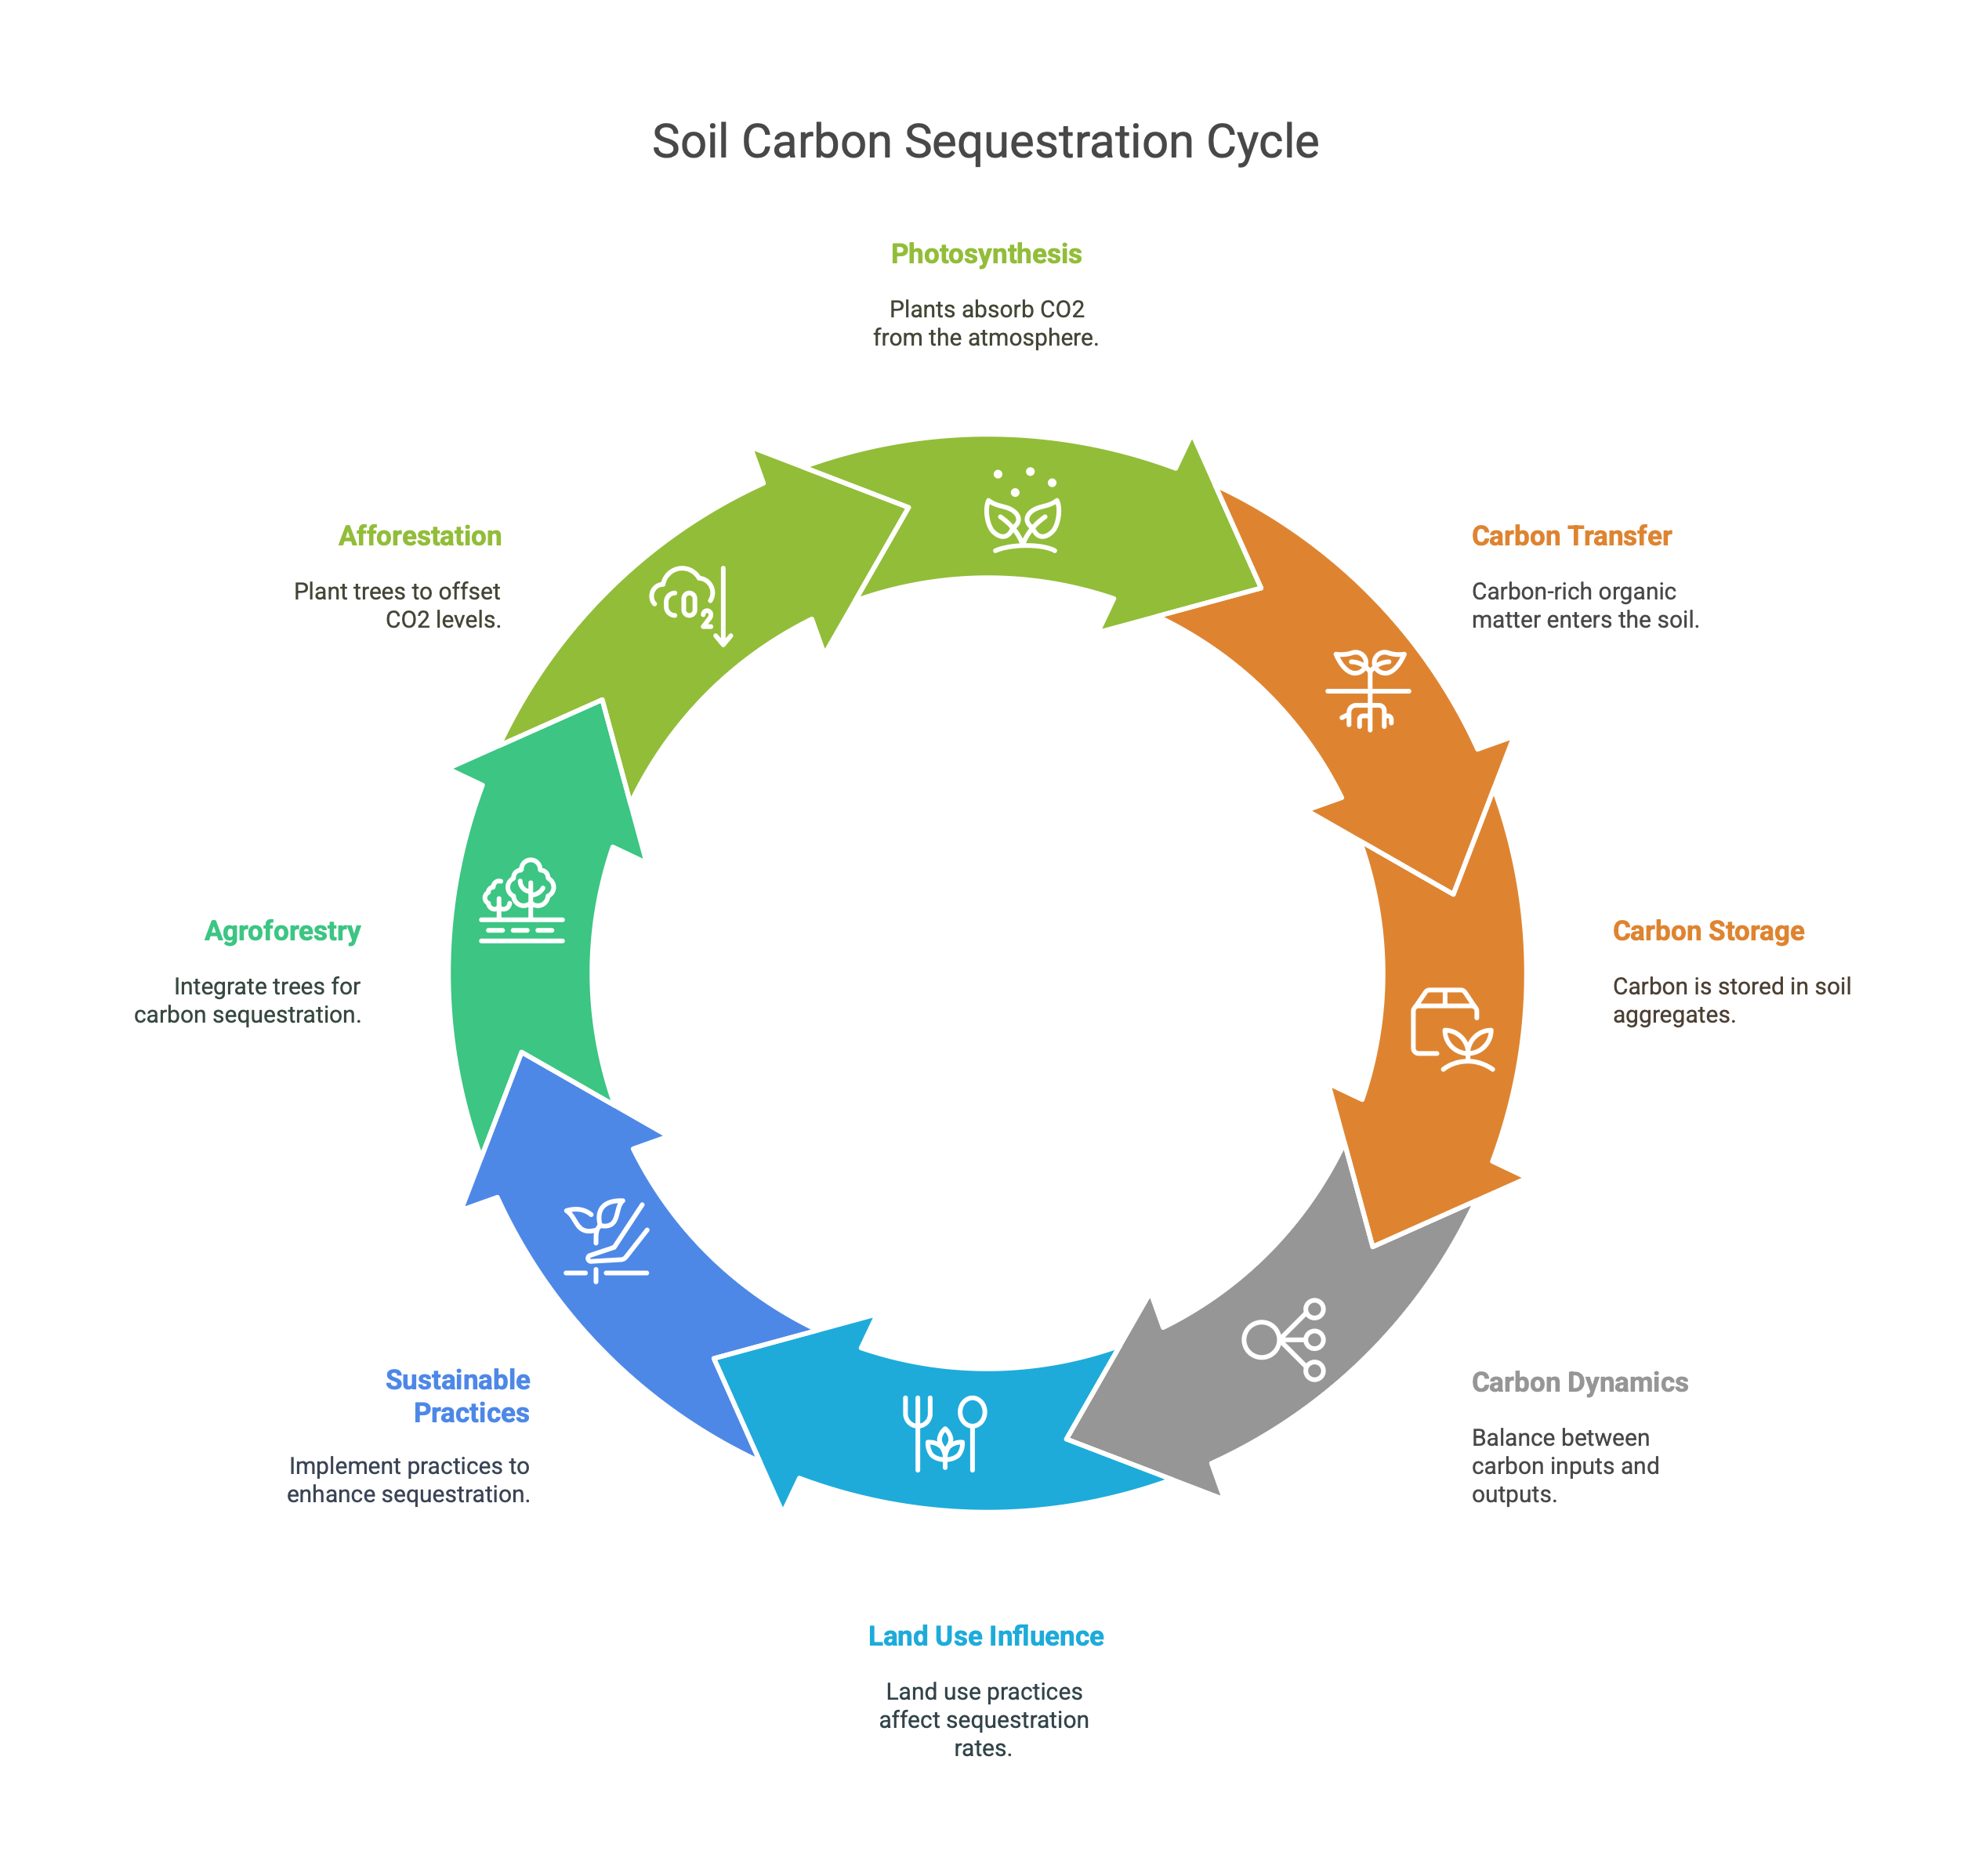 Soil Carbon Sequestration Cycle
Photosynthesis
Plants absorb CO2
from the atmosphere.
Carbon Transfer
Carbon-rich organic
matter enters the soil.
Carbon Storage
Carbon is stored in soil
aggregates.
Carbon Dynamics
Balance between
carbon inputs and
outputs.
Land Use Influence
Land use practices
affect sequestration
rates.
Sustainable
Practices
Implement practices to
enhance sequestration.
Agroforestry
Integrate trees for
carbon sequestration.
Afforestation
Plant trees to offset
CO2 levels.
CO2